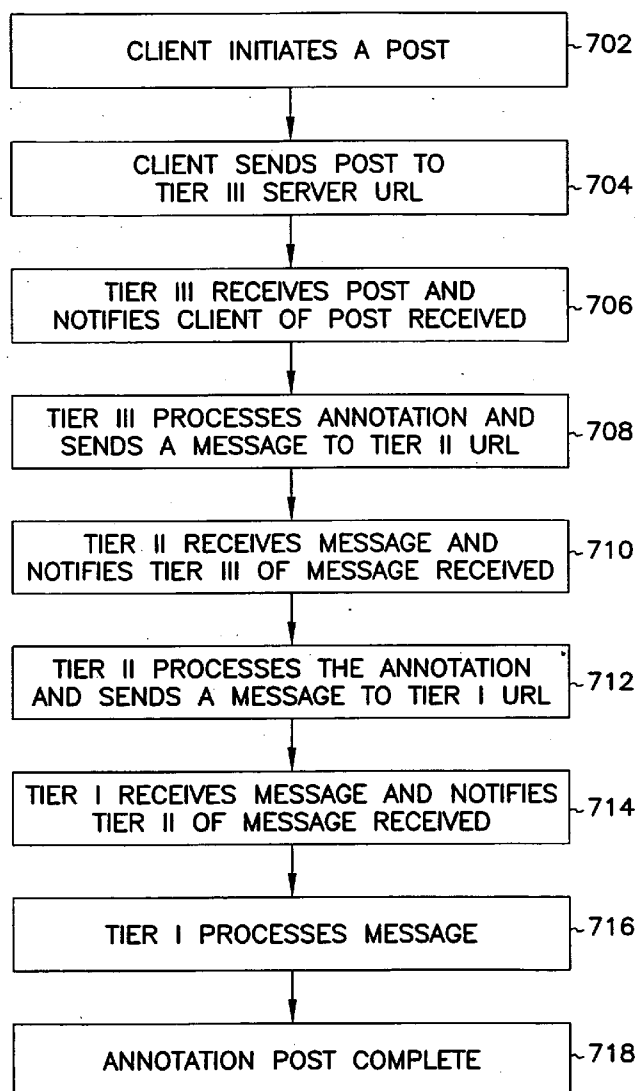 CLIENT INITIATES A POST
702
CLIENT SENDS POST TO
TIER III SERVER URL
704
TIER III RECEIVES POST AND
NOTIFIES CLIENT OF POST RECEIVED
706
TIER III PROCESSES ANNOTATION AND
SENDS A MESSAGE TO TIER II URL
708
TIER II RECEIVES MESSAGE AND
NOTIFIES TIER III OF MESSAGE RECEIVED
710
TIER II PROCESSES THE ANNOTATION
AND SENDS A MESSAGE TO TIER I URL
712
TIER I RECEIVES MESSAGE AND NOTIFIES
TIER II OF MESSAGE RECEIVED
714
TIER I PROCESSES MESSAGE
716
ANNOTATION POST COMPLETE
718